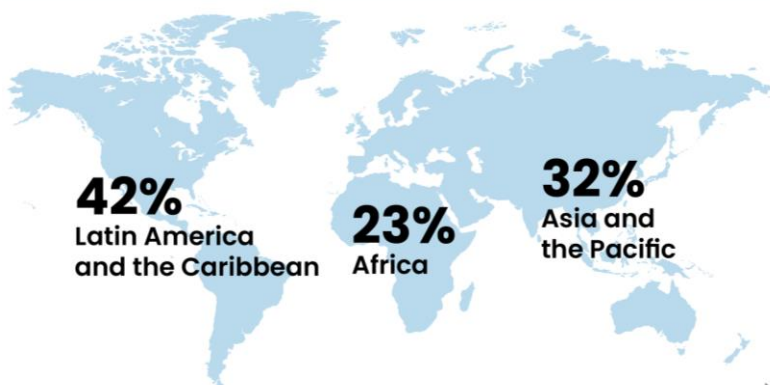 42%
Latin America
and the Caribbean
23%
Africa
32%
Asia and
the Pacific